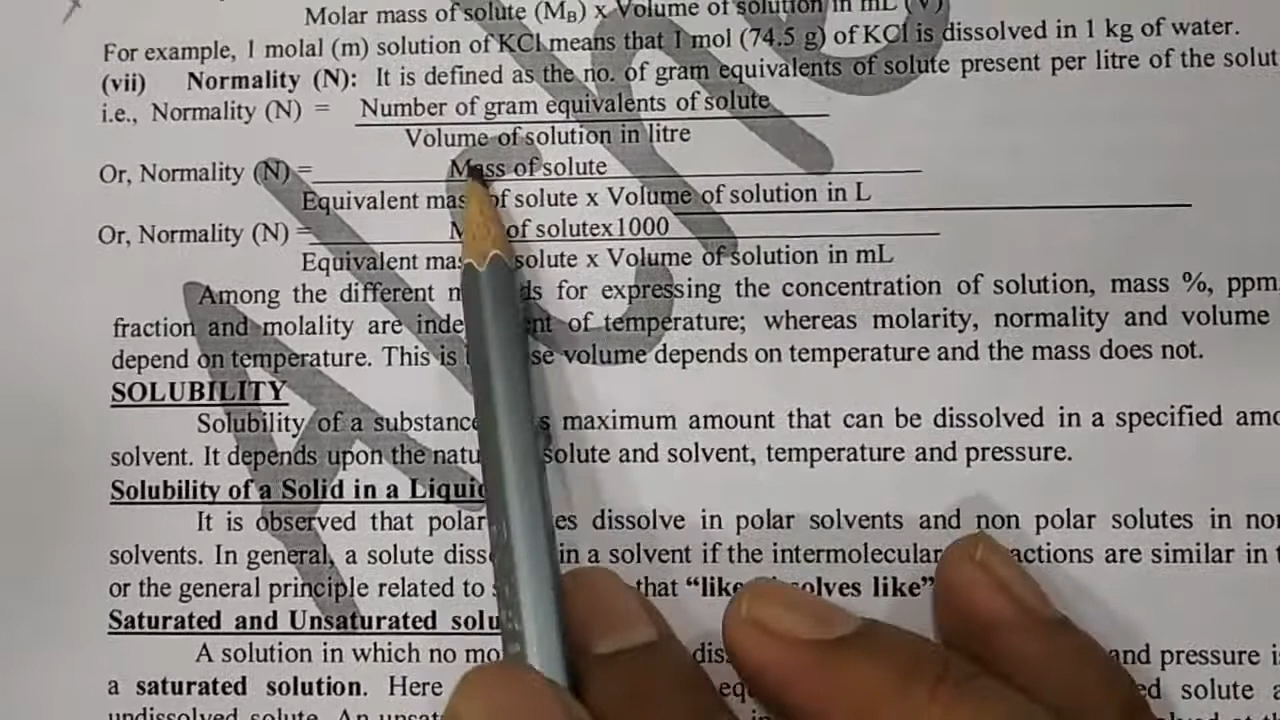 Molar mass of solute (MB) x Volume of solution in mL (V)
For example, 1 molal (m) solution of KCl means that 1 mol (74.5 g) of KCl is dissolved in 1 kg of water.
(vii) Normality (N): It is defined as the no. of gram equivalents of solute present per litre of the solut
i.e., Normality (N) = Number of gram equivalents of solute
Volume of solution in litre
Or, Normality (N) = Mass of solute
Equivalent mas of solute x Volume of solution in L
Or, Normality (N) = M of solutex1000
Equivalent mas solute x Volume of solution in mL
Among the different m ds for expressing the concentration of solution, mass %, ppm,
fraction and molality are inde nt of temperature; whereas molarity, normality and volume
depend on temperature. This is se volume depends on temperature and the mass does not.
SOLUBILITY
Solubility of a substance s maximum amount that can be dissolved in a specified amo
solvent. It depends upon the natu solute and solvent, temperature and pressure.
Solubility of a Solid in a Liquid
It is observed that polar es dissolve in polar solvents and non polar solutes in non
solvents. In general, a solute disso in a solvent if the intermolecular actions are similar in t
or the general principle related to that “like dissolves like”
Saturated and Unsaturated solu
A solution in which no mo diss and pressure is
a saturated solution. Here eq ed solute a
undissolved solute. An unsat